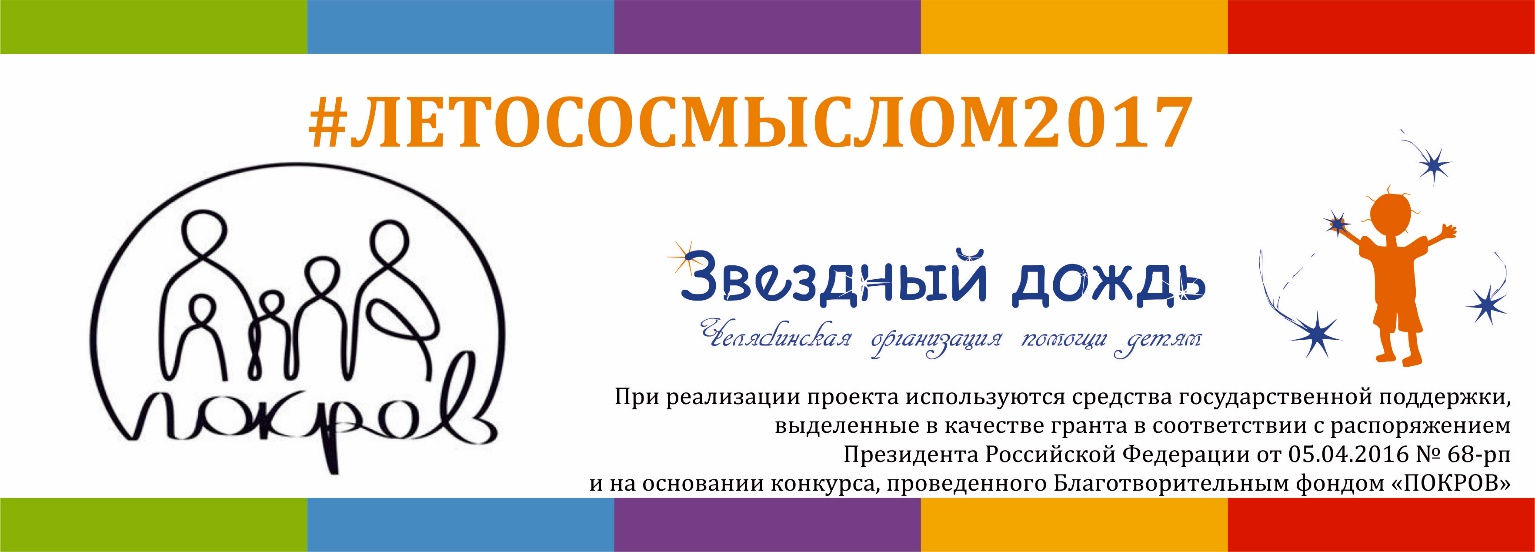 #ЛЕТОСОСМЫСЛОМ2017
покров
Звездный дождь
Челябинская организация помощи детям
При реализации проекта используются средства государственной поддержки,
выделенные в качестве гранта в соответствии с распоряжением
Президента Российской Федерации от 05.04.2016 № 68-рп
и на основании конкурса, проведенного Благотворительным фондом «ПОКРОВ»